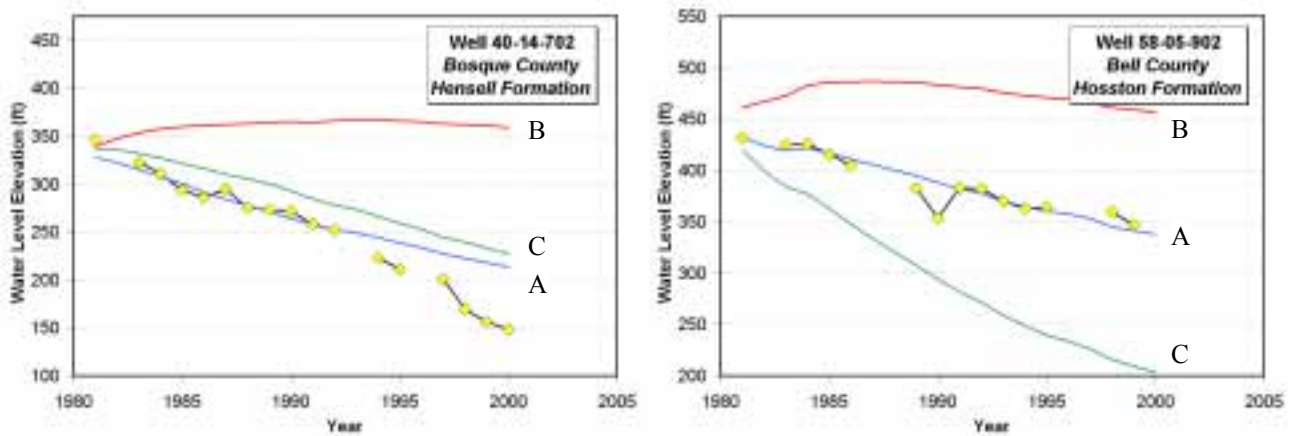 Well 40-14-702
Bosque County
Hensell Formation
Water Level Elevation (ft)
450
400
350
300
250
200
150
100
B
C
A
1980
1985
1990
1995
2000
2005
Year
Well 58-05-902
Bell County
Hosston Formation
Water Level Elevation (ft)
550
500
450
400
350
300
250
200
B
A
C
1980
1985
1990
1995
2000
2005
Year